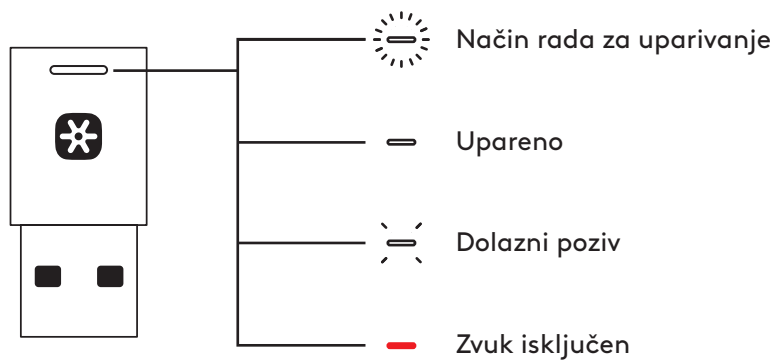 Način rada za uparivanje
Upareno
Dolazni poziv
Zvuk isključen